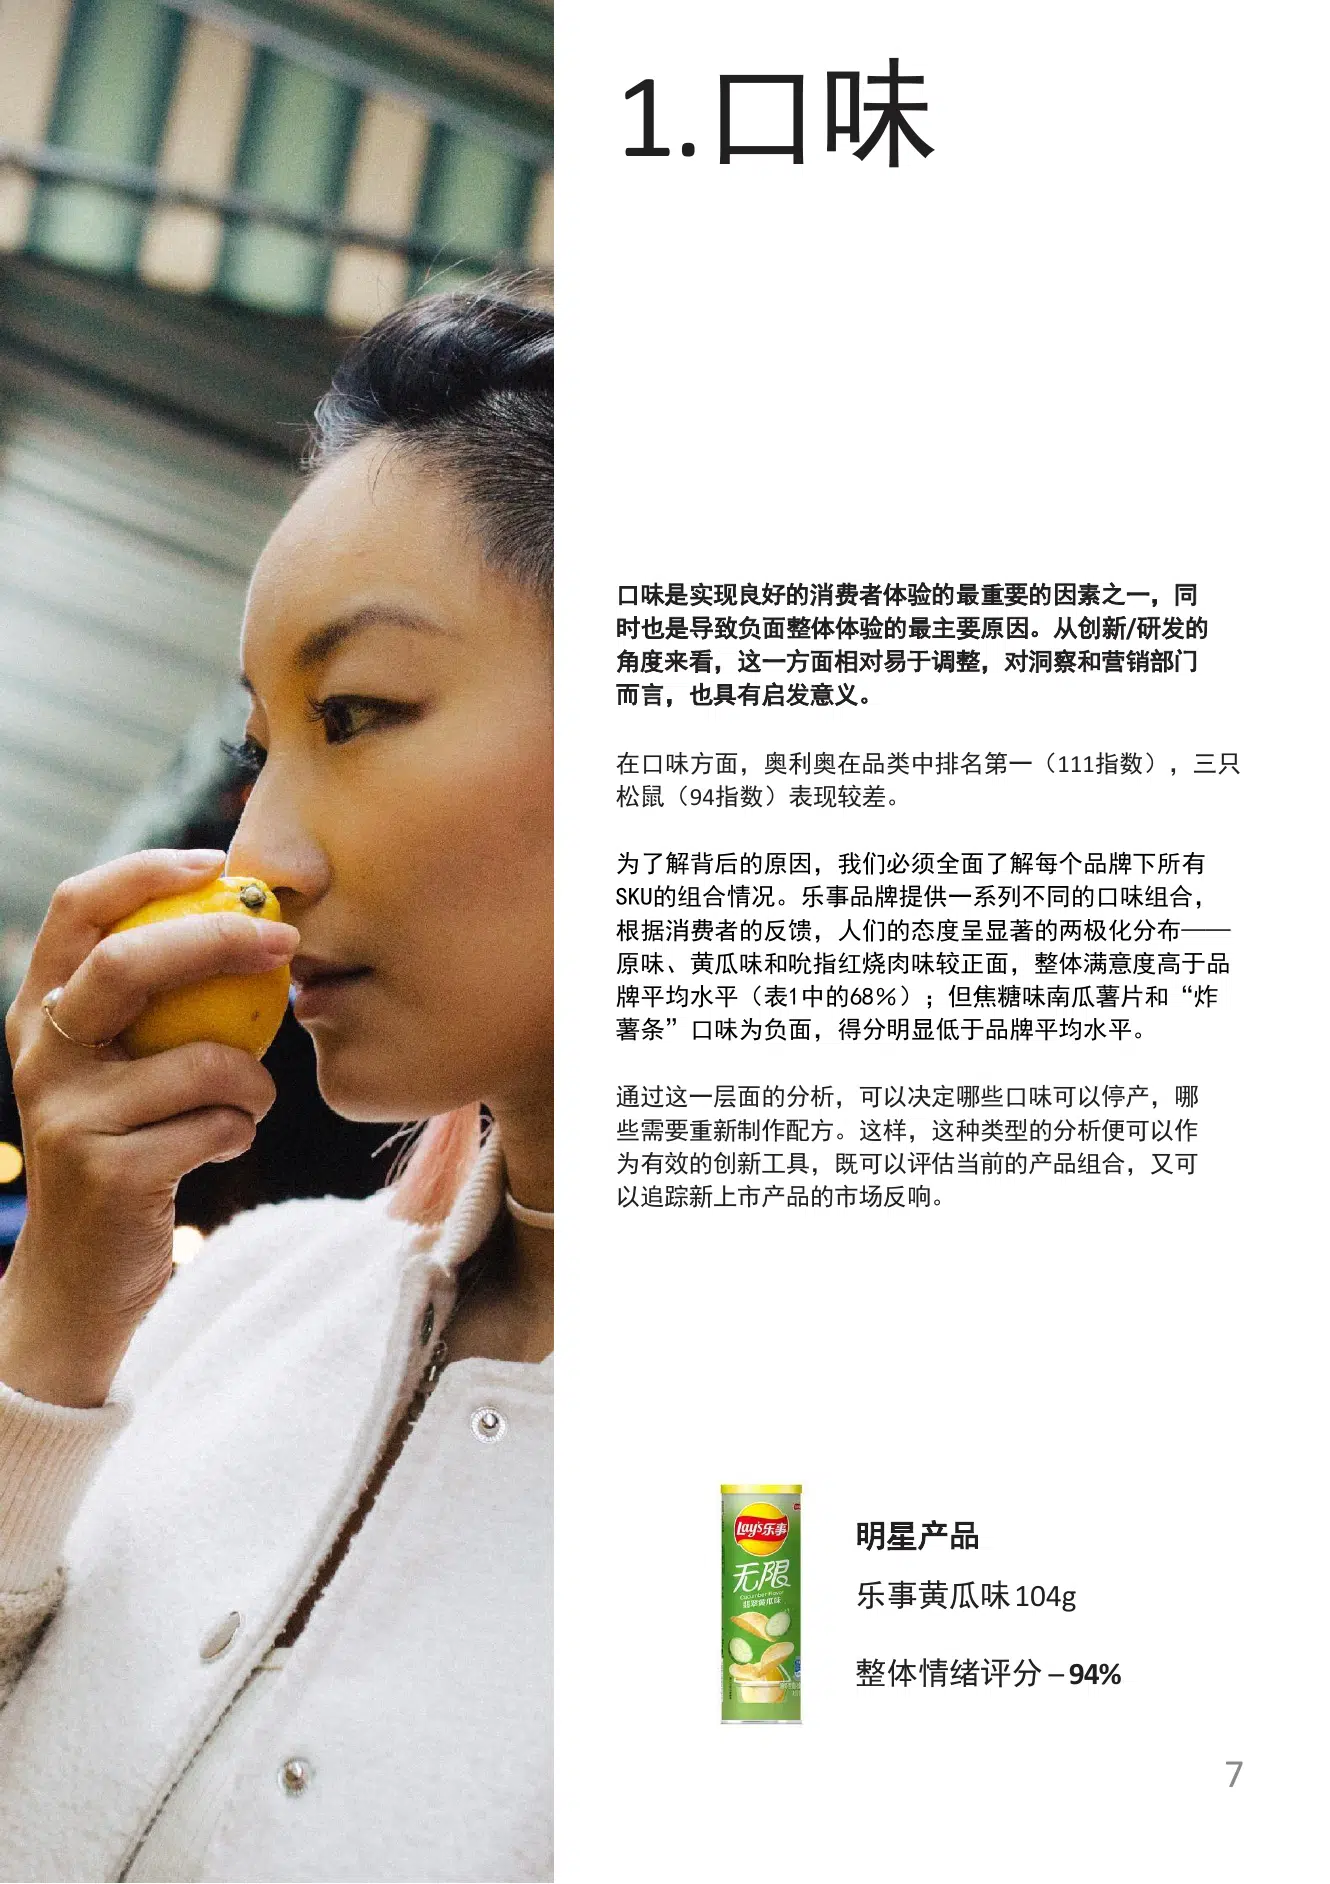 1.口味
口味是实现良好的消费者体验的最重要的因素之一，同
时也是导致负面整体体验的最主要原因。从创新/研发的
角度来看，这一方面相对易于调整，对洞察和营销部门
而言，也具有启发意义。
在口味方面，奥利奥在品类中排名第一（111指数），三只
松鼠（94指数）表现较差。
为了解背后的原因，我们必须全面了解每个品牌下所有
SKU的组合情况。乐事品牌提供一系列不同的口味组合，
根据消费者的反馈，人们的态度呈显著的两极化分布——
原味、黄瓜味和吮指红烧肉味较正面，整体满意度高于品
牌平均水平（表1中的68%）；但焦糖味南瓜薯片和“炸
薯条”口味为负面，得分明显低于品牌平均水平。
通过这一层面的分析，可以决定哪些口味可以停产，哪
些需要重新制作配方。这样，这种类型的分析便可以作
为有效的创新工具，既可以评估当前的产品组合，又可
以追踪新上市产品的市场反响。
Lay's乐事
无限
Cucumber Flavor
翡翠黄瓜味
明星产品
乐事黄瓜味104g
整体情绪评分–94%
7